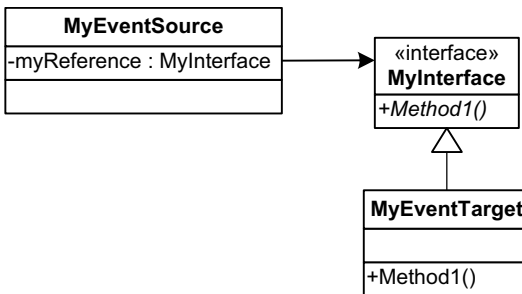 MyEventSource
-myReference : MyInterface
«interface»
MyInterface
+Method1()
MyEventTarget
+Method1()